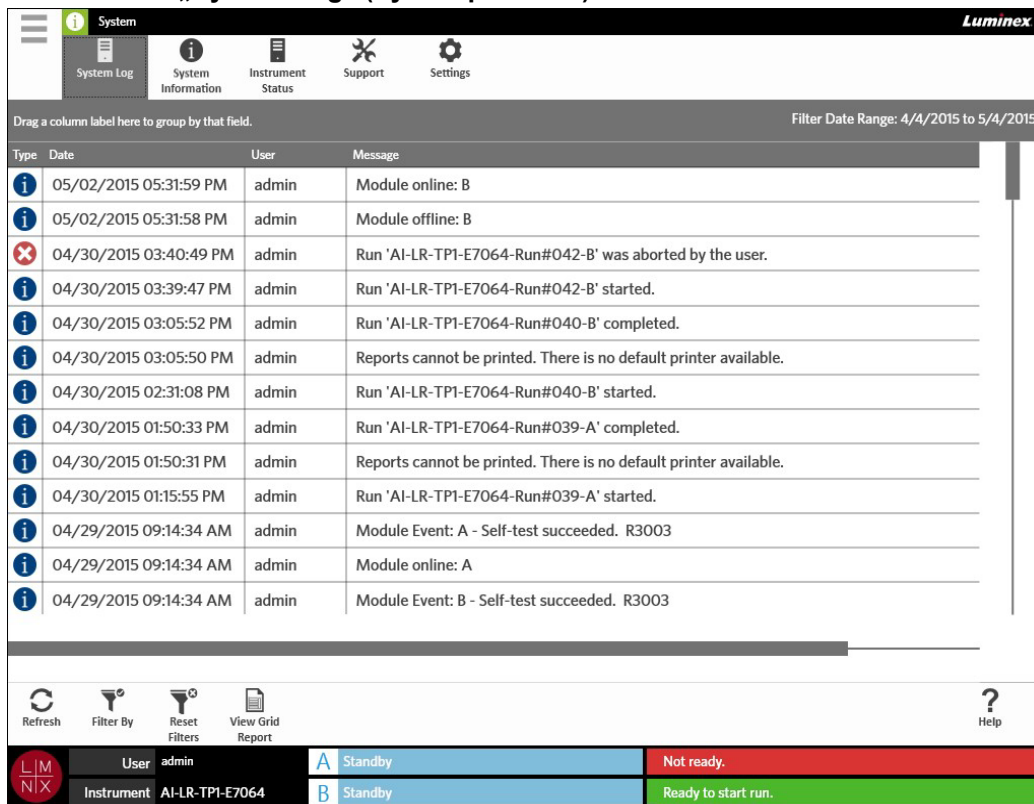 System
Luminex
System Log
System Information
Instrument Status
Support
Settings
Drag a column label here to group by that field.
Filter Date Range: 4/4/2015 to 5/4/2015
Type Date User Message
05/02/2015 05:31:59 PM admin Module online: B
05/02/2015 05:31:58 PM admin Module offline: B
04/30/2015 03:40:49 PM admin Run 'AI-LR-TP1-E7064-Run#042-B' was aborted by the user.
04/30/2015 03:39:47 PM admin Run 'AI-LR-TP1-E7064-Run#042-B' started.
04/30/2015 03:05:52 PM admin Run 'AI-LR-TP1-E7064-Run#040-B' completed.
04/30/2015 03:05:50 PM admin Reports cannot be printed. There is no default printer available.
04/30/2015 02:31:08 PM admin Run 'AI-LR-TP1-E7064-Run#040-B' started.
04/30/2015 01:50:33 PM admin Run 'AI-LR-TP1-E7064-Run#039-A' completed.
04/30/2015 01:50:31 PM admin Reports cannot be printed. There is no default printer available.
04/30/2015 01:15:55 PM admin Run 'AI-LR-TP1-E7064-Run#039-A' started.
04/29/2015 09:14:34 AM admin Module Event: A - Self-test succeeded. R3003
04/29/2015 09:14:34 AM admin Module online: A
04/29/2015 09:14:34 AM admin Module Event: B - Self-test succeeded. R3003
Refresh
Filter By
Reset Filters
View Grid Report
? Help
LMNX
User admin
A Standby
Not ready.
Instrument AI-LR-TP1-E7064
B Standby
Ready to start run.